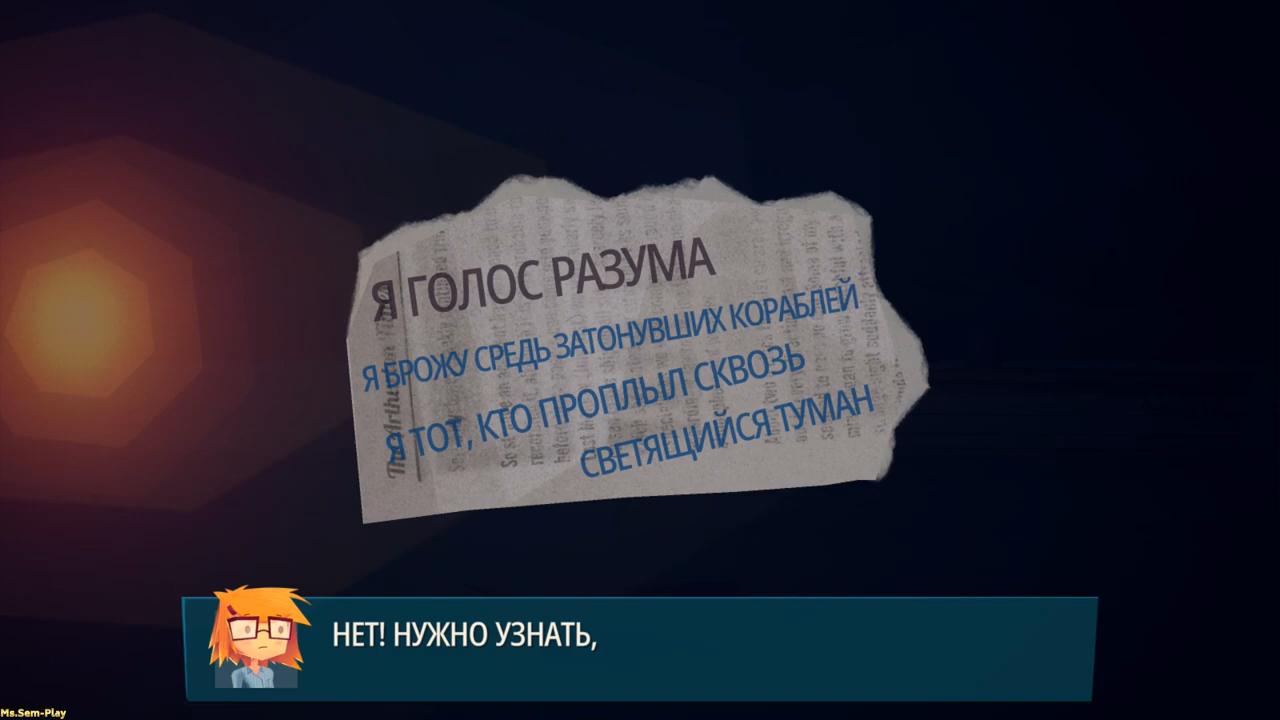 Я ГОЛОС РАЗУМА
Я БРОЖУ СРЕДЬ ЗАТОНУВШИХ КОРАБЛЕЙ
Я ТОТ, КТО ПРОПЛЫЛ СКВОЗЬ
СВЕТЯЩИЙСЯ ТУМАН
НЕТ! НУЖНО УЗНАТЬ,
Ms.Sem-Play